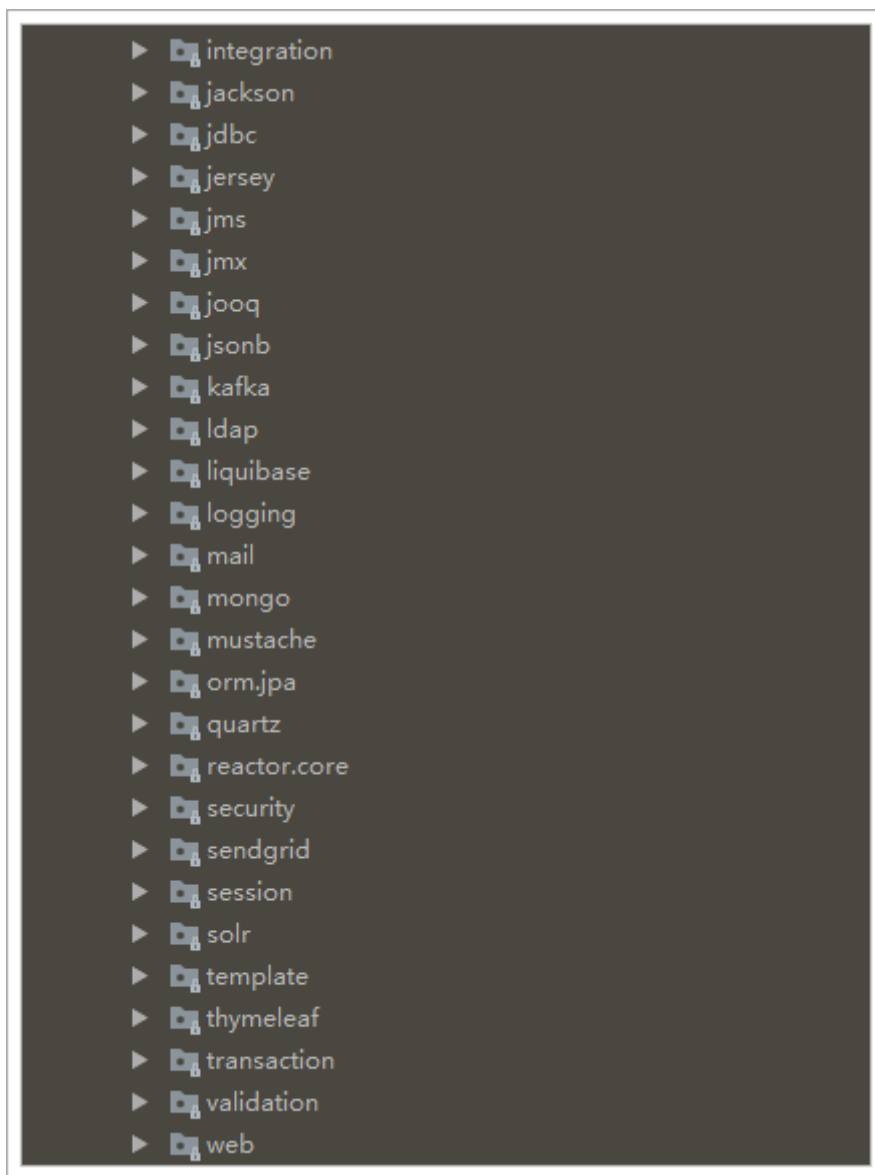 integration
jackson
jdbc
jersey
jms
jmx
jooq
jsonb
kafka
ldap
liquibase
logging
mail
mongo
mustache
orm.jpa
quartz
reactor.core
security
sendgrid
session
solr
template
thymeleaf
transaction
validation
web